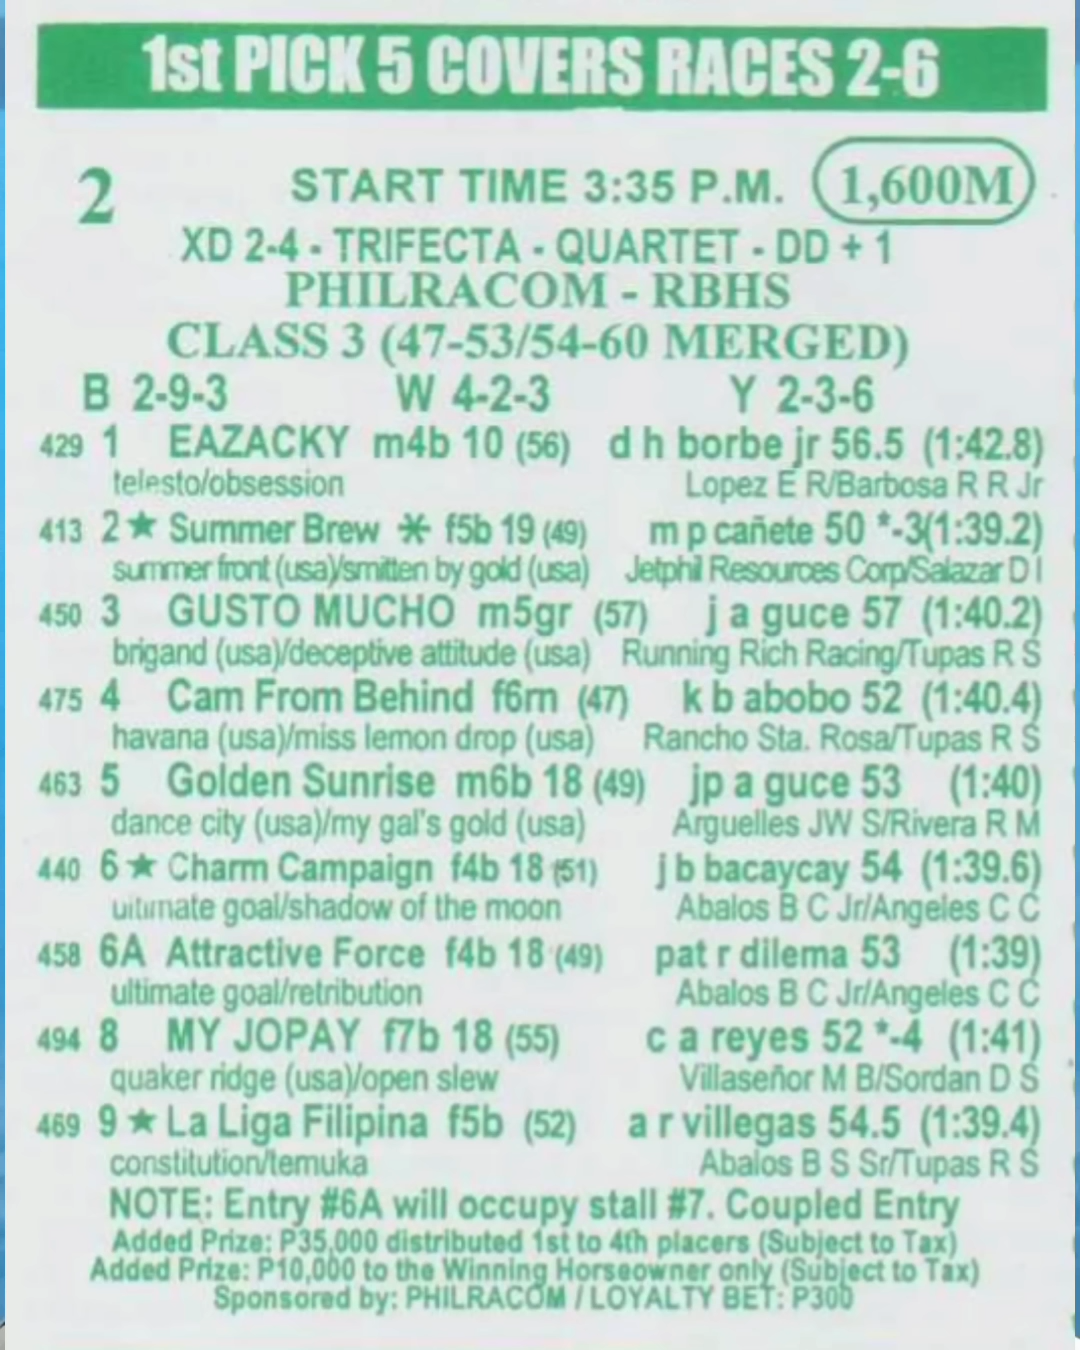 1st PICK 5 COVERS RACES 2-6
2 START TIME 3:35 P.M. 1,600M
XD 2-4 - TRIFECTA - QUARTET - DD + 1
PHILRACOM - RBHS
CLASS 3 (47-53/54-60 MERGED)
B 2-9-3 W 4-2-3 Y 2-3-6
429 1 EAZACKY m4b 10 (56) d h borbe jr 56.5 (1:42.8)
telesto/obsession Lopez E R/Barbosa R R Jr
413 2★ Summer Brew * f5b 19 (49) m p cañete 50 *-3(1:39.2)
summer front (usa)/smitten by gold (usa) Jetphil Resources Corp/Salazar D I
450 3 GUSTO MUCHO m5gr (57) j a guce 57 (1:40.2)
brigand (usa)/deceptive attitude (usa) Running Rich Racing/Tupas R S
475 4 Cam From Behind f6rn (47) k b abobo 52 (1:40.4)
havana (usa)/miss lemon drop (usa) Rancho Sta. Rosa/Tupas R S
463 5 Golden Sunrise m6b 18 (49) jp a guce 53 (1:40)
dance city (usa)/my gal's gold (usa) Arguelles JW S/Rivera R M
440 6★ Charm Campaign f4b 18 (51) j b bacaycay 54 (1:39.6)
ultimate goal/shadow of the moon Abalos B C Jr/Angeles C C
458 6A Attractive Force f4b 18 (49) pat r dilema 53 (1:39)
ultimate goal/retribution Abalos B C Jr/Angeles C C
494 8 MY JOPAY f7b 18 (55) c a reyes 52 *-4 (1:41)
quaker ridge (usa)/open slew Villaseñor M B/Sordan D S
469 9★ La Liga Filipina f5b (52) a r villegas 54.5 (1:39.4)
constitution/temuka Abalos B S Sr/Tupas R S
NOTE: Entry #6A will occupy stall #7. Coupled Entry
Added Prize: P35,000 distributed 1st to 4th placers (Subject to Tax)
Added Prize: P10,000 to the Winning Horseowner only (Subject to Tax)
Sponsored by: PHILRACOM / LOYALTY BET: P300